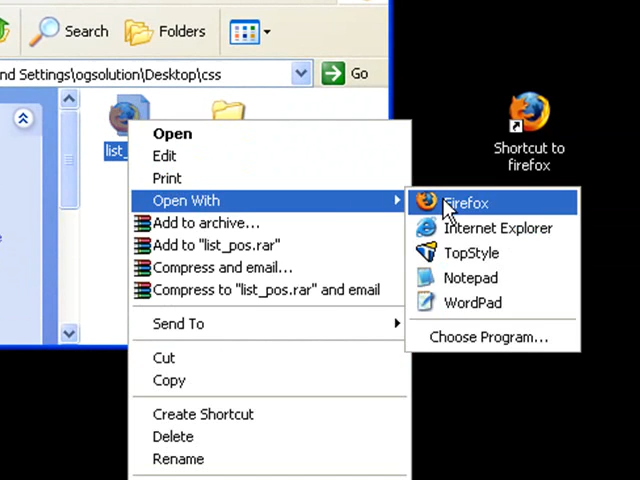 Search
Folders
nd Settings\ogsolution\Desktop\css
Go
list_
Shortcut to
firefox
Open
Edit
Print
Open With
Add to archive...
Add to "list_pos.rar"
Compress and email...
Compress to "list_pos.rar" and email
Send To
Cut
Copy
Create Shortcut
Delete
Rename
Firefox
Internet Explorer
TopStyle
Notepad
WordPad
Choose Program...